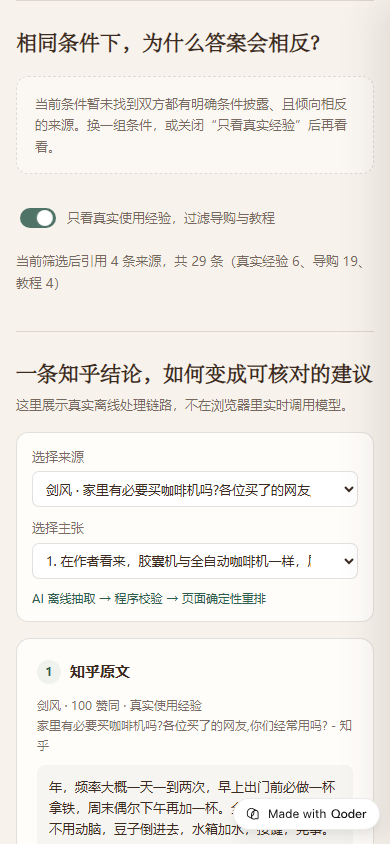 相同条件下，为什么答案会相反？
当前条件暂未找到双方都有明确条件披露、且倾向相反
的来源。换一组条件，或关闭“只看真实经验”后再看
看。
只看真实使用经验，过滤导购与教程
当前筛选后引用 4 条来源，共 29 条（真实经验 6、导购 19、
教程 4）
一条知乎结论，如何变成可核对的建议
这里展示真实离线处理链路，不在浏览器里实时调用模型。
选择来源
剑风 · 家里有必要买咖啡机吗?各位买了的网友
选择主张
1. 在作者看来，胶囊机与全自动咖啡机一样，
AI 离线抽取 → 程序校验 → 页面确定性重排
1 知乎原文
剑风 · 100 赞同 · 真实使用经验
家里有必要买咖啡机吗?各位买了的网友,你们经常用吗? - 知
乎
年，频率大概一天一到两次，早上出门前必做一杯
拿铁，周末偶尔下午再加一杯。
不用动脑，豆子倒进去，水箱加水，按键，完事。
Made with Qoder